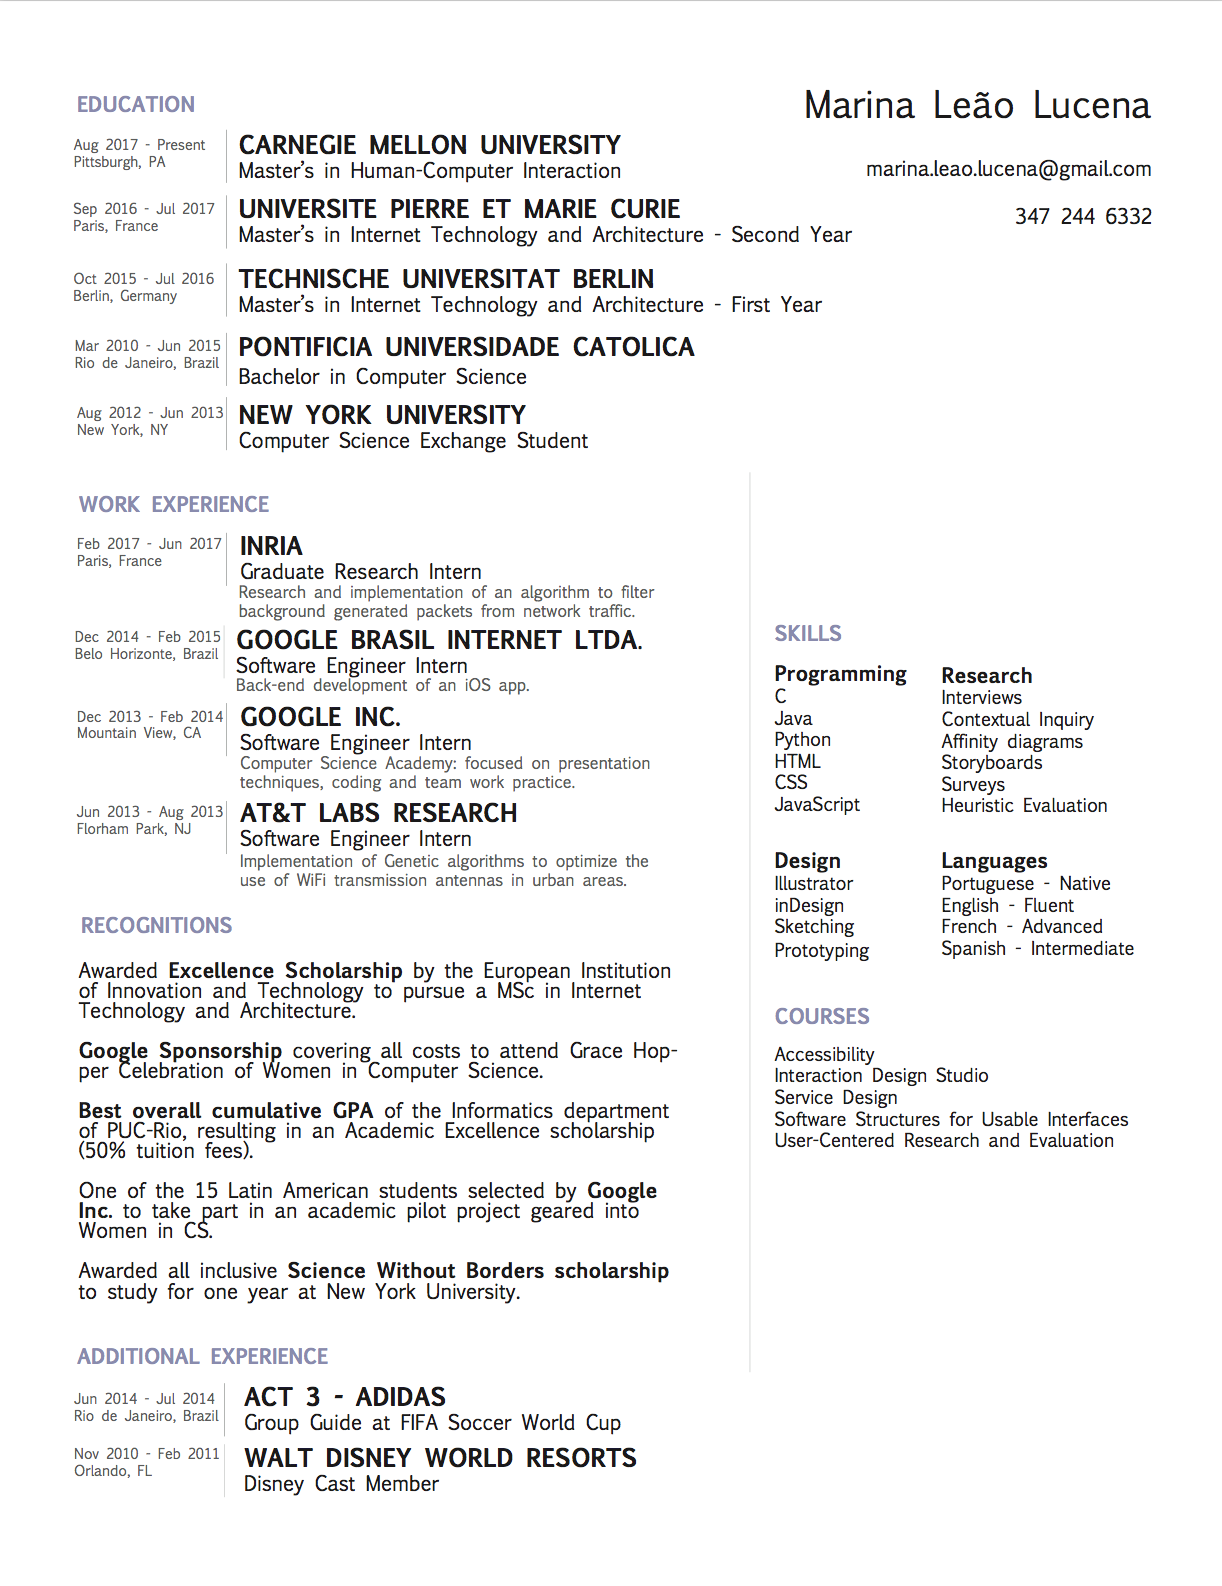 Marina Leão Lucena
marina.leao.lucena@gmail.com
347 244 6332
EDUCATION
Aug 2017 - Present
Pittsburgh, PA
CARNEGIE MELLON UNIVERSITY
Master's in Human-Computer Interaction
Sep 2016 - Jul 2017
Paris, France
UNIVERSITE PIERRE ET MARIE CURIE
Master's in Internet Technology and Architecture - Second Year
Oct 2015 - Jul 2016
Berlin, Germany
TECHNISCHE UNIVERSITAT BERLIN
Master's in Internet Technology and Architecture - First Year
Mar 2010 - Jun 2015
Rio de Janeiro, Brazil
PONTIFICIA UNIVERSIDADE CATOLICA
Bachelor in Computer Science
Aug 2012 - Jun 2013
New York, NY
NEW YORK UNIVERSITY
Computer Science Exchange Student
WORK EXPERIENCE
Feb 2017 - Jun 2017
Paris, France
INRIA
Graduate Research Intern
Research and implementation of an algorithm to filter
background generated packets from network traffic.
Dec 2014 - Feb 2015
Belo Horizonte, Brazil
GOOGLE BRASIL INTERNET LTDA.
Software Engineer Intern
Back-end development of an iOS app.
Dec 2013 - Feb 2014
Mountain View, CA
GOOGLE INC.
Software Engineer Intern
Computer Science Academy: focused on presentation
techniques, coding and team work practice.
Jun 2013 - Aug 2013
Florham Park, NJ
AT&T LABS RESEARCH
Software Engineer Intern
Implementation of Genetic algorithms to optimize the
use of WiFi transmission antennas in urban areas.
RECOGNITIONS
Awarded Excellence Scholarship by the European Institution
of Innovation and Technology to pursue a MSc in Internet
Technology and Architecture.
Google Sponsorship covering all costs to attend Grace Hop-
per Celebration of Women in Computer Science.
Best overall cumulative GPA of the Informatics department
of PUC-Rio, resulting in an Academic Excellence scholarship
(50% tuition fees).
One of the 15 Latin American students selected by Google
Inc. to take part in an academic pilot project geared into
Women in CS.
Awarded all inclusive Science Without Borders scholarship
to study for one year at New York University.
ADDITIONAL EXPERIENCE
Jun 2014 - Jul 2014
Rio de Janeiro, Brazil
ACT 3 - ADIDAS
Group Guide at FIFA Soccer World Cup
Nov 2010 - Feb 2011
Orlando, FL
WALT DISNEY WORLD RESORTS
Disney Cast Member
SKILLS
Programming
C
Java
Python
HTML
CSS
JavaScript
Research
Interviews
Contextual Inquiry
Affinity diagrams
Storyboards
Surveys
Heuristic Evaluation
Design
Illustrator
inDesign
Sketching
Prototyping
Languages
Portuguese - Native
English - Fluent
French - Advanced
Spanish - Intermediate
COURSES
Accessibility
Interaction Design Studio
Service Design
Software Structures for Usable Interfaces
User-Centered Research and Evaluation